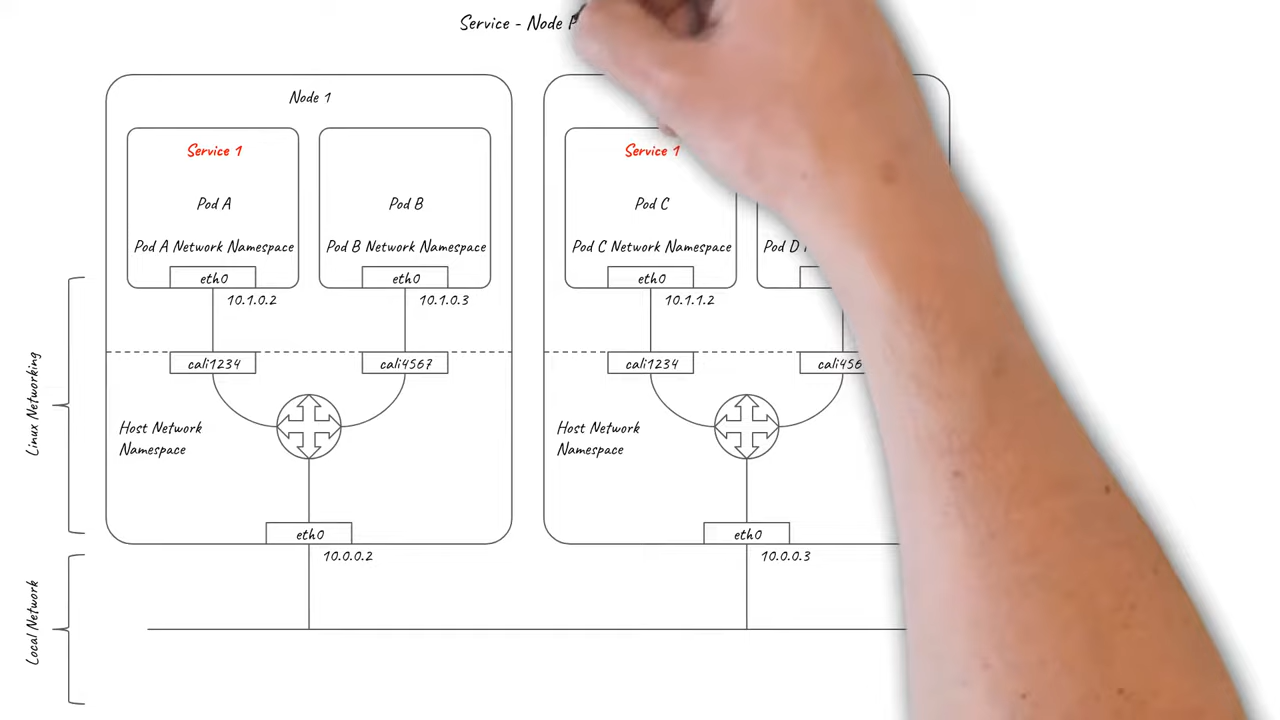 Service - Node
Node 1
Service 1
Pod A
Pod A Network Namespace
eth0
10.1.0.2
Pod B
Pod B Network Namespace
eth0
10.1.0.3
cali1234
cali4567
Host Network
Namespace
eth0
10.0.0.2
Service 1
Pod C
Pod C Network Namespace
eth0
10.1.1.2
Pod D
cali1234
cali456
Host Network
Namespace
eth0
10.0.0.3
Linux Networking
Local Network